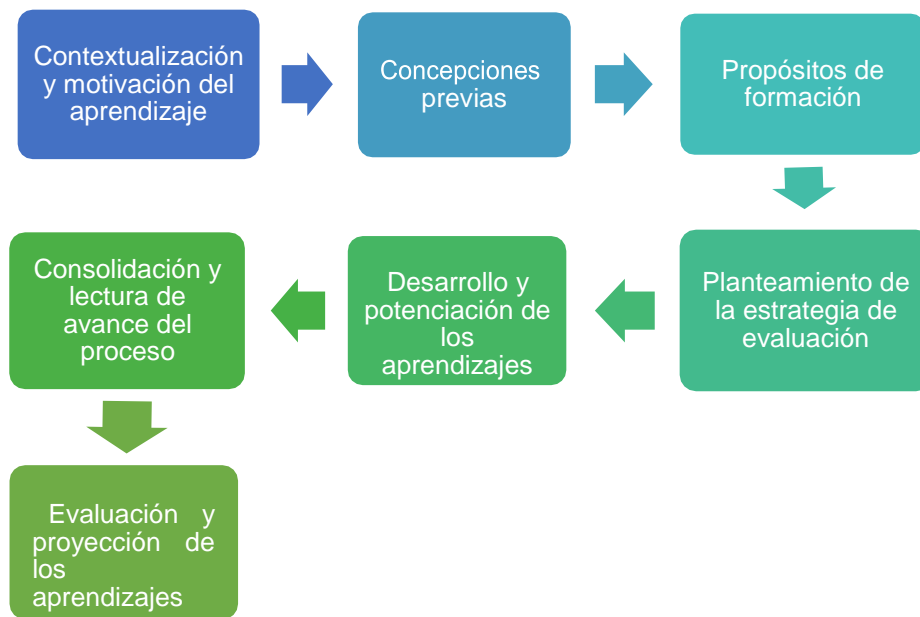 Contextualización
y motivación del
aprendizaje
Concepciones
previas
Propósitos de
formación
Planteamiento de
la estrategia de
evaluación
Desarrollo y
potenciación de
los
aprendizajes
Consolidación y
lectura de
avance del
proceso
Evaluación y
proyección de
los
aprendizajes